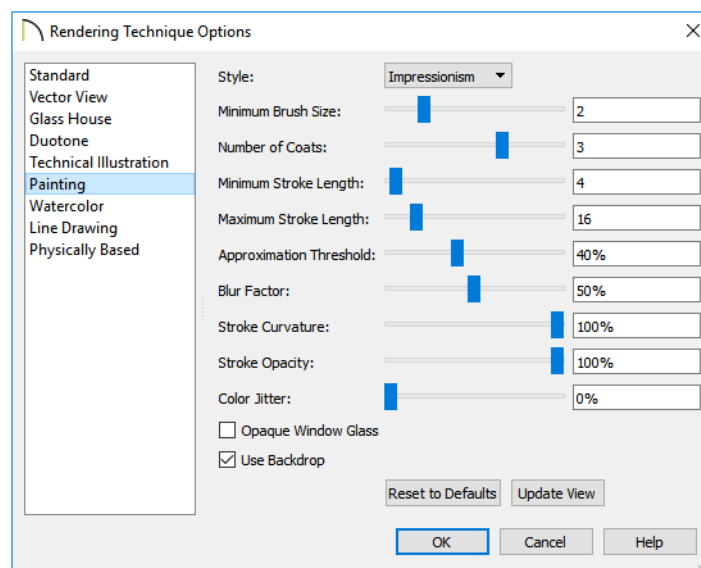 Rendering Technique Options
Standard
Vector View
Glass House
Duotone
Technical Illustration
Painting
Watercolor
Line Drawing
Physically Based
Style: Impressionism
Minimum Brush Size: 2
Number of Coats: 3
Minimum Stroke Length: 4
Maximum Stroke Length: 16
Approximation Threshold: 40%
Blur Factor: 50%
Stroke Curvature: 100%
Stroke Opacity: 100%
Color Jitter: 0%
Opaque Window Glass
Use Backdrop
Reset to Defaults Update View
OK Cancel Help